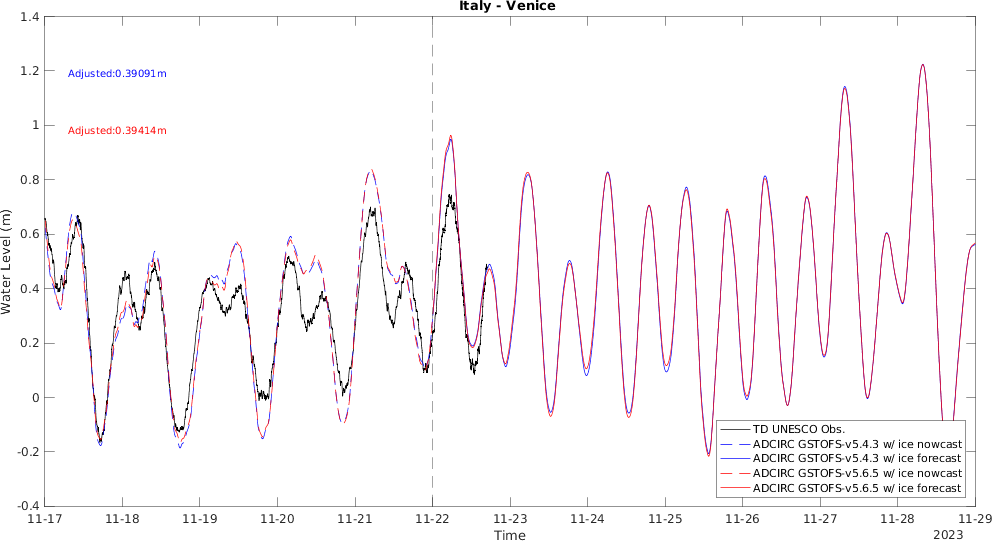 Italy - Venice
1.4
1.2
1
0.8
0.6
0.4
0.2
0
-0.2
-0.4
Water Level (m)
Adjusted:0.39091m
Adjusted:0.39414m
TD UNESCO Obs.
ADCIRC GSTOFS-v5.4.3 w/ ice nowcast
ADCIRC GSTOFS-v5.4.3 w/ ice forecast
ADCIRC GSTOFS-v5.6.5 w/ ice nowcast
ADCIRC GSTOFS-v5.6.5 w/ ice forecast
11-17 11-18 11-19 11-20 11-21 11-22 11-23 11-24 11-25 11-26 11-27 11-28 11-29
Time
2023